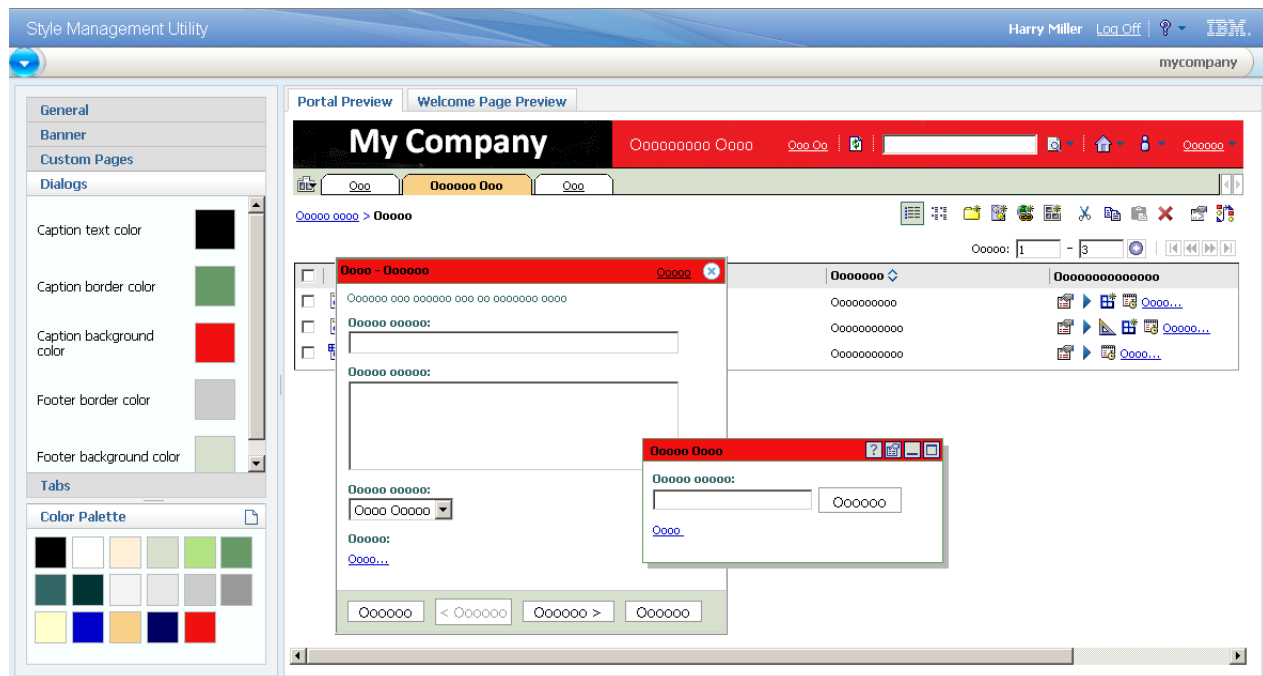 Style Management Utility
Harry Miller Log Off ? IBM.
mycompany
General
Banner
Custom Pages
Dialogs
Caption text color
Caption border color
Caption background
color
Footer border color
Footer background color
Tabs
Color Palette
Portal Preview Welcome Page Preview
My Company Ooooooooo Oooo Ooo Oo Oooooo
Ooo Oooooo Ooo Ooo
Ooooo oooo > Ooooo
Ooooo: 1 - 3
Ooooooo Oooooooooooooo
Oooooooooo Oooo...
Ooooooooooo Ooooo...
Ooooooooooo Oooo...
Oooo - Oooooo Ooooo
Oooooo ooo oooooo ooo oo ooooooo oooo
Ooooo ooooo:
Ooooo ooooo:
Ooooo ooooo:
Oooo Ooooo
Ooooo:
Oooo...
Oooooo < Oooooo Oooooo > Oooooo
Ooooo Oooo ?
Ooooo ooooo:
Oooooo
Oooo